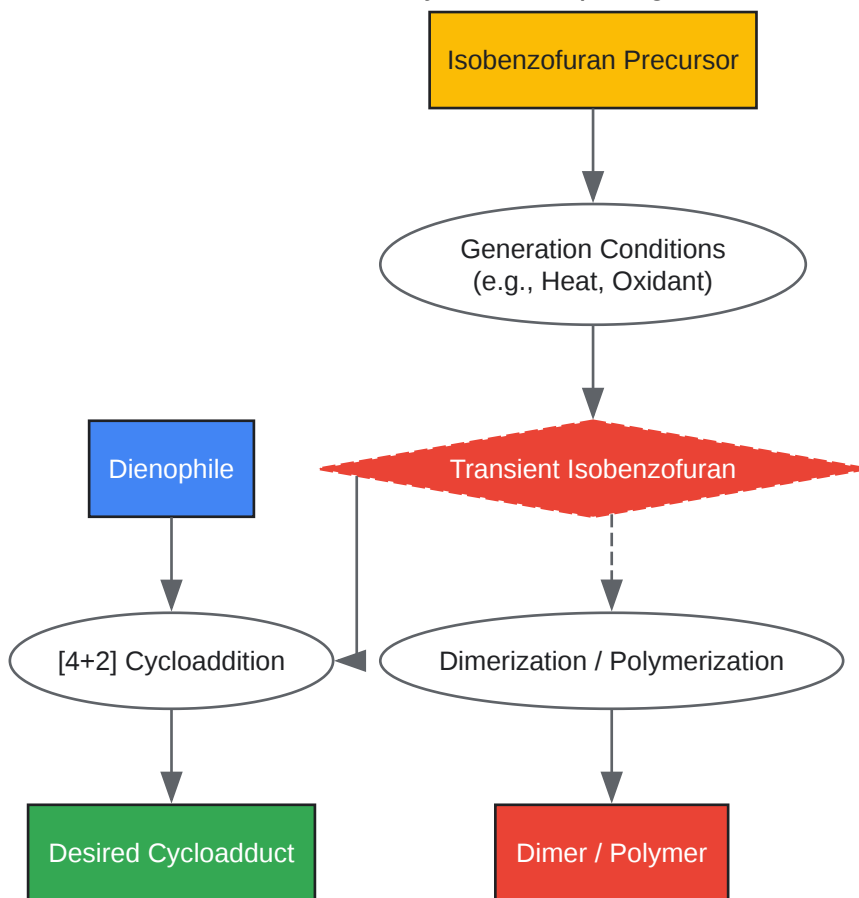 Isobenzofuran Precursor
Generation Conditions
(e.g., Heat, Oxidant)
Dienophile
Transient Isobenzofuran
[4+2] Cycloaddition
Dimerization / Polymerization
Desired Cycloadduct
Dimer / Polymer